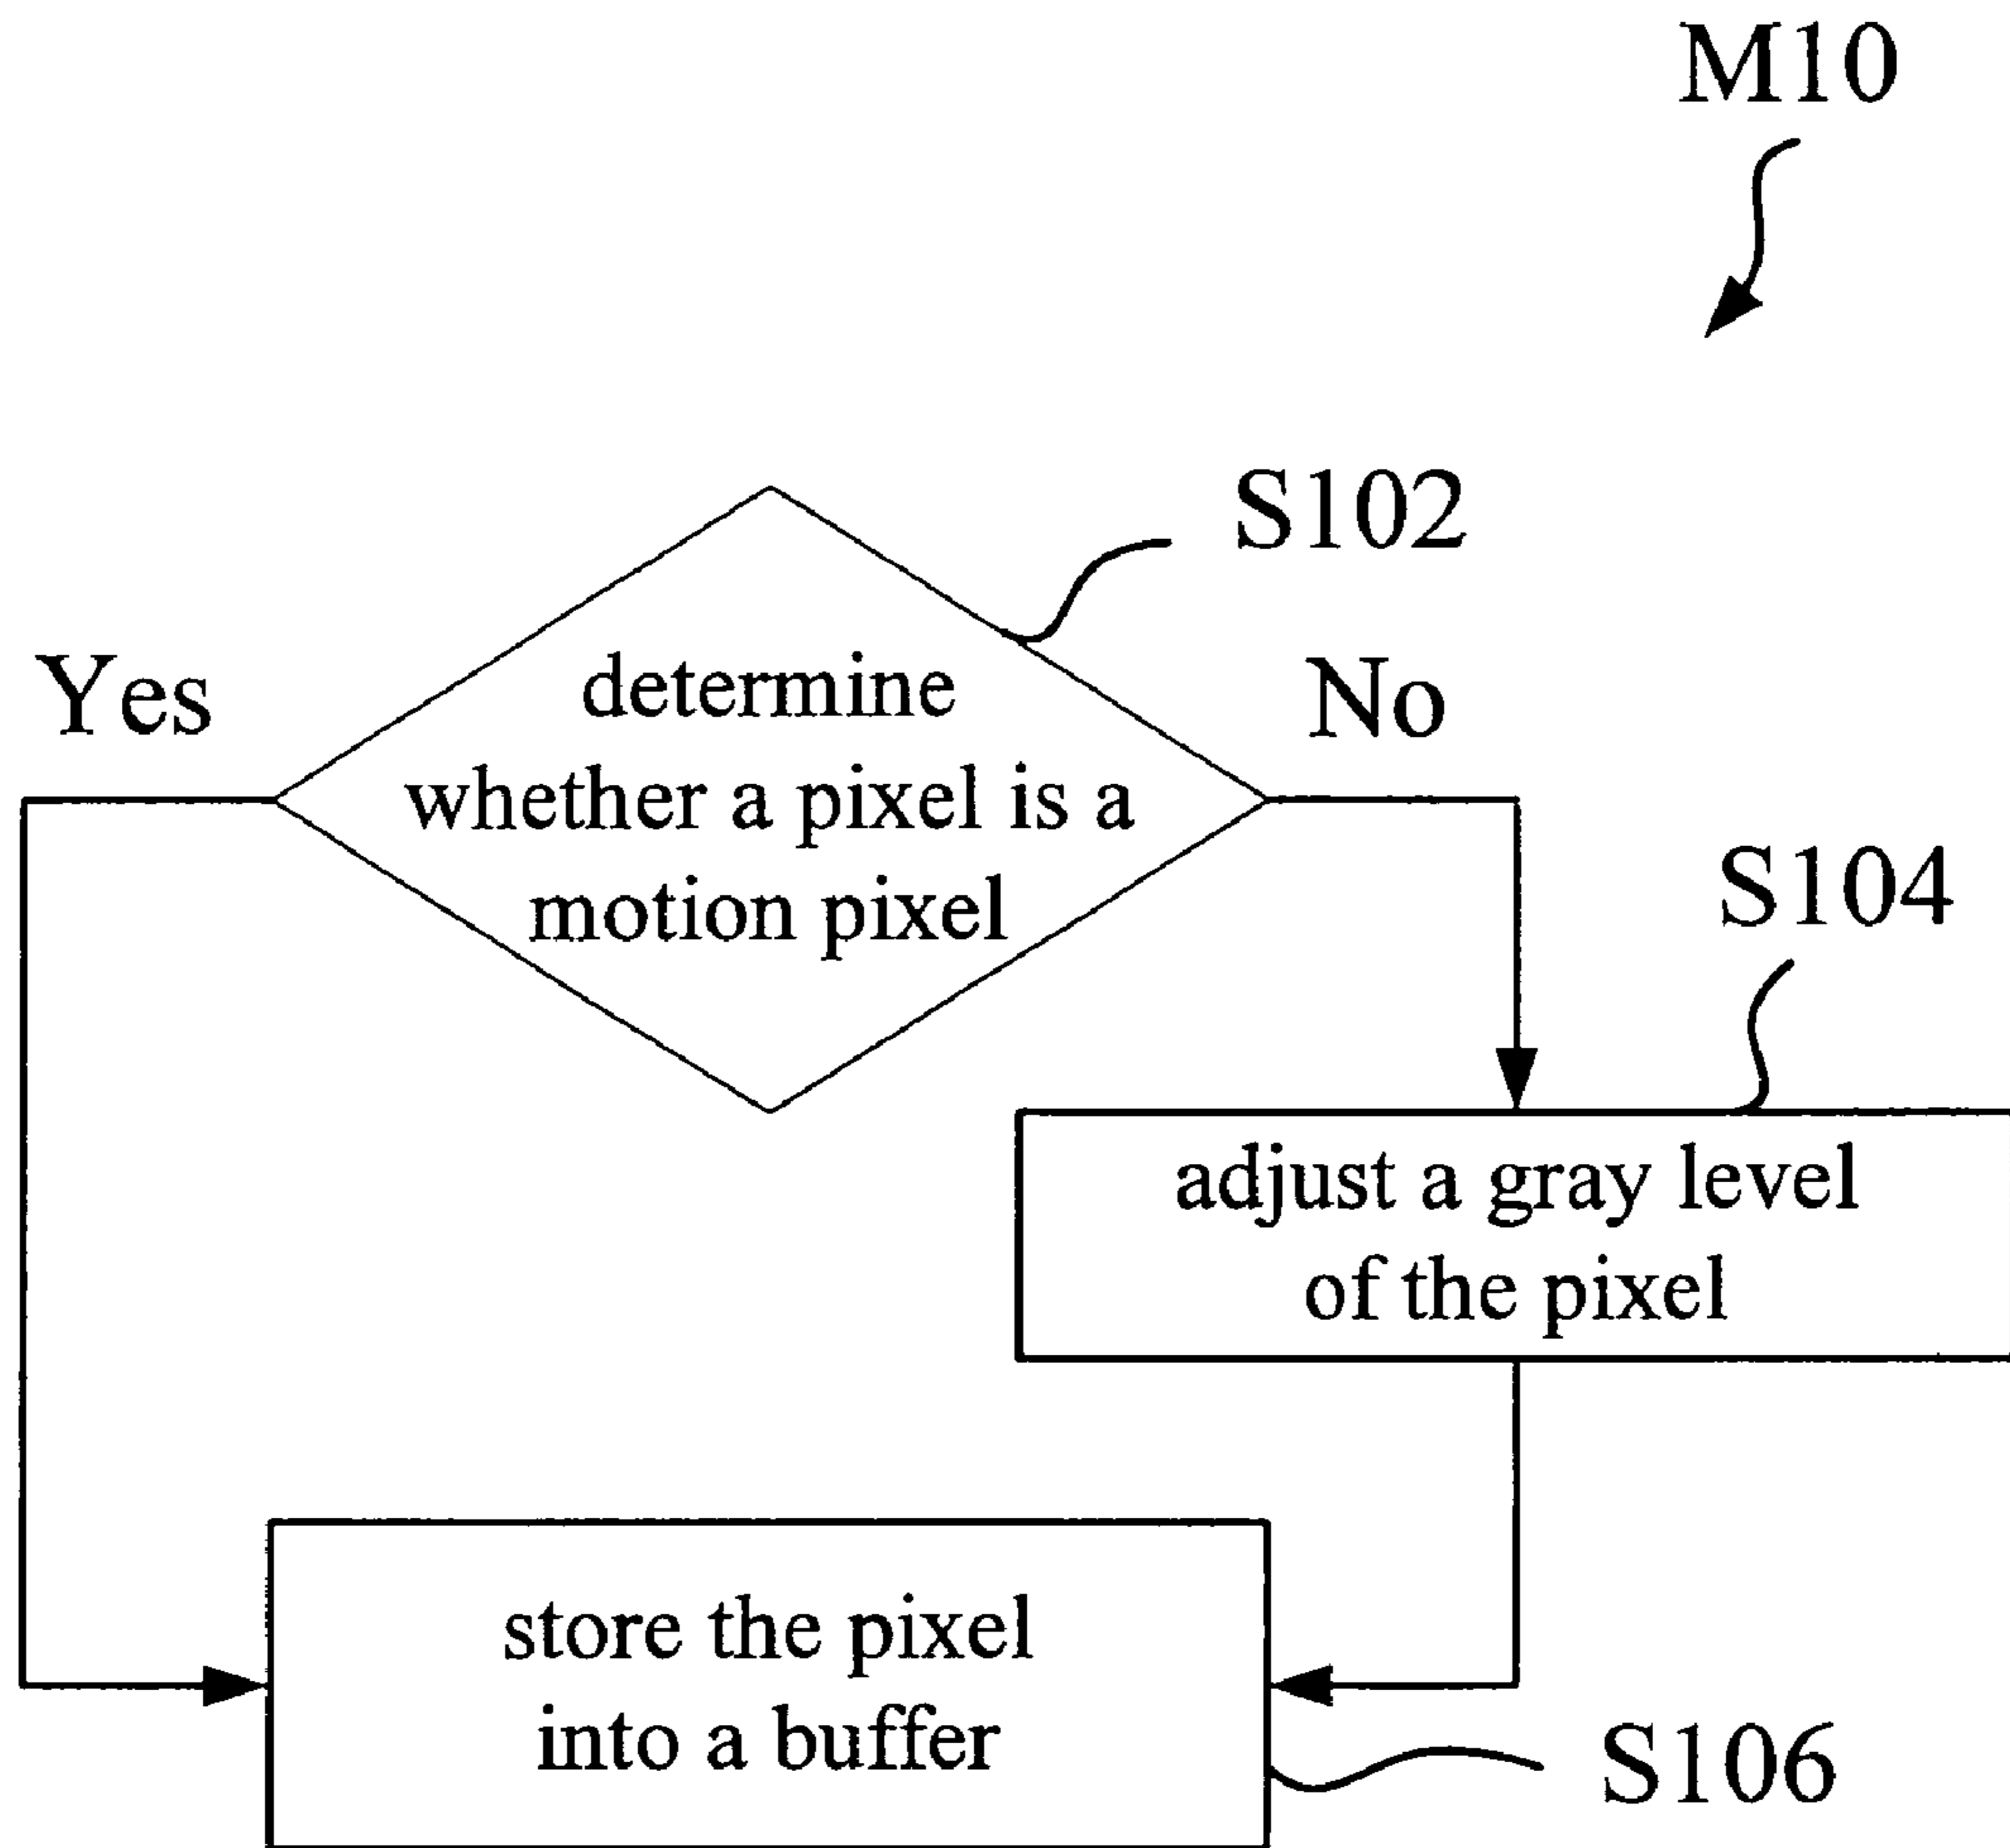 M10
S102
Yes
No
determine
whether a pixel is a
motion pixel
S104
adjust a gray level
of the pixel
store the pixel
into a buffer
S106